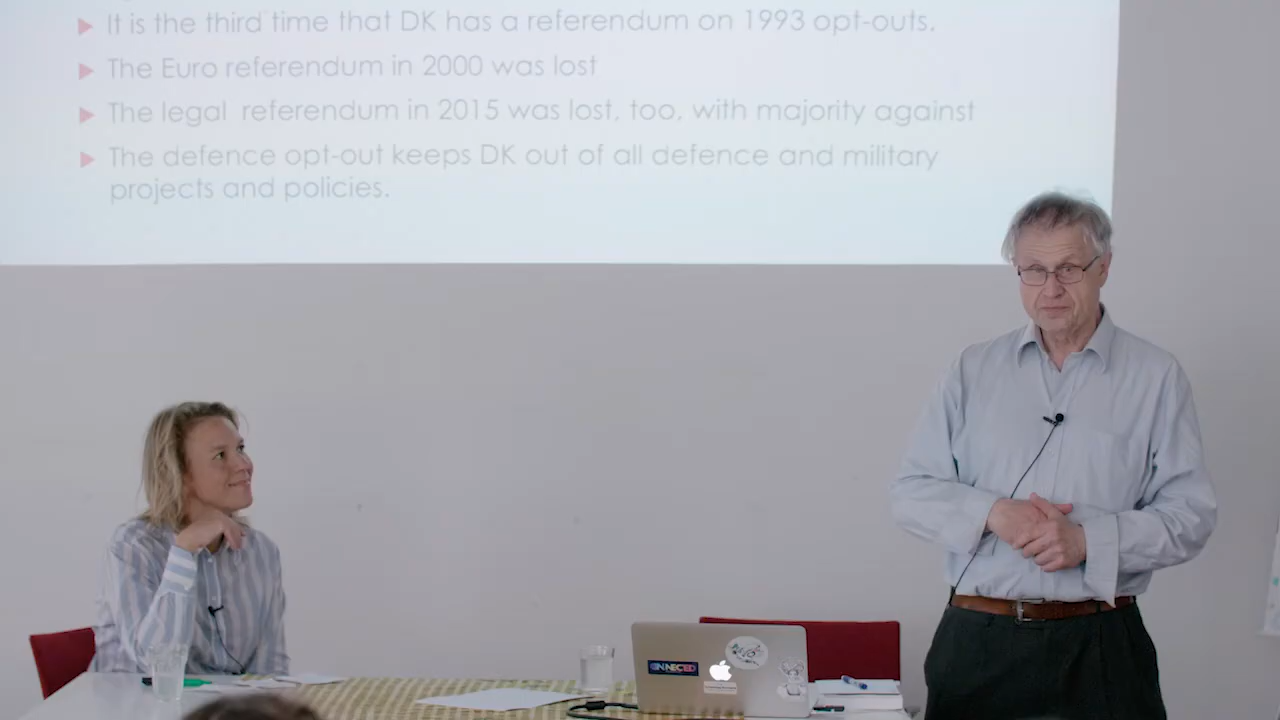 It is the third time that DK has a referendum on 1993 opt-outs.
The Euro referendum in 2000 was lost
The legal referendum in 2015 was lost, too, with majority against
The defence opt-out keeps DK out of all defence and military
projects and policies.